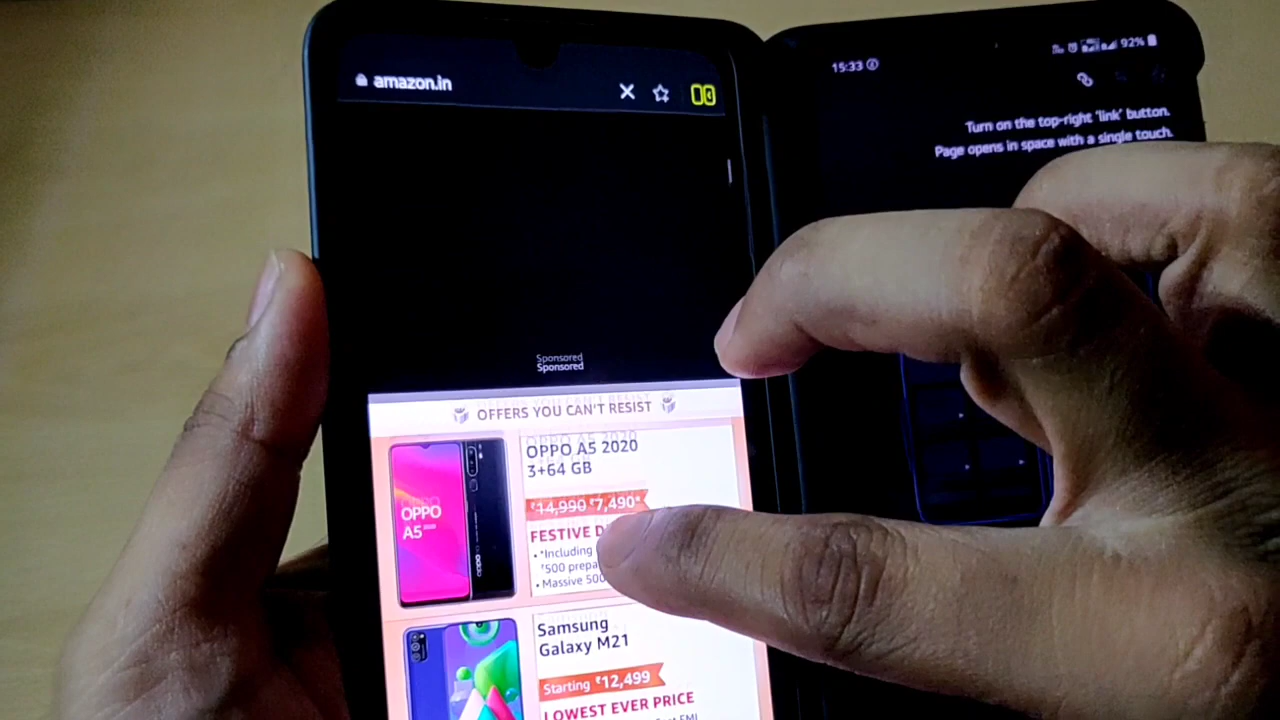 amazon.in
15:33
92%
Turn on the top-right 'link' button.
Page opens in space with a single touch.
Sponsored
Sponsored
OFFERS YOU CAN'T RESIST
OPPO A5 2020
3+64 GB
OPPO
A5
₹14,990 ₹7,490*
FESTIVE
• *Including
₹500
• Massive
Samsung
Galaxy M21
Starting ₹12,499
LOWEST EVER PRICE
EMI